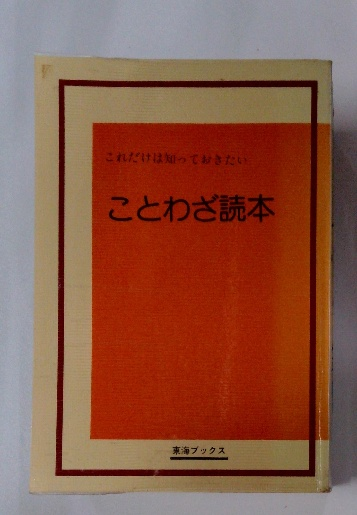 これだけは知っておきたい
ことわざ読本
東海ブックス